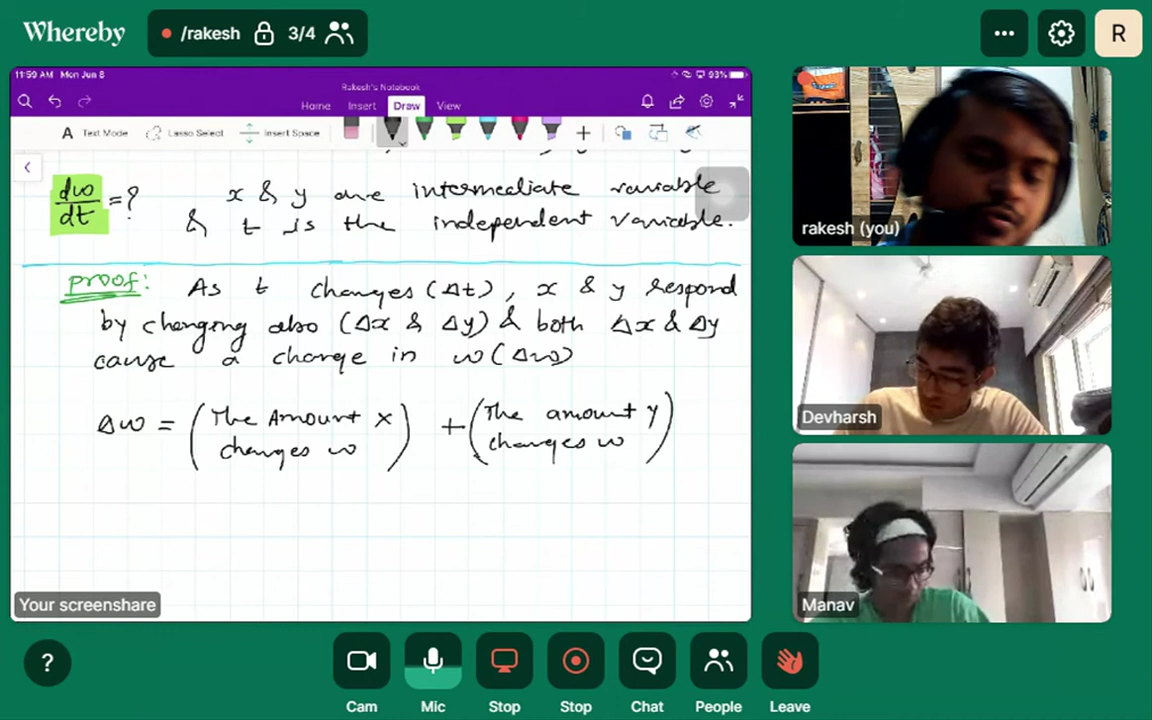 Whereby
/rakesh 3/4
R
11:59 AM Mon Jun 8
93%
Rakesh's Notebook
Home Insert Draw View
A Text Mode Lasso Select Insert Space
dw/dt = ? x & y are intermediate variable
& t is the independent variable.
Proof: As t changes (Δt), x & y respond
by changing also (Δx & Δy) & both Δx & Δy
cause a change in w (Δw)
Δw = (The Amount x changes w) + (The amount y changes w)
Your screenshare
rakesh (you)
Devharsh
Manav
?
Cam Mic Stop Stop Chat People Leave